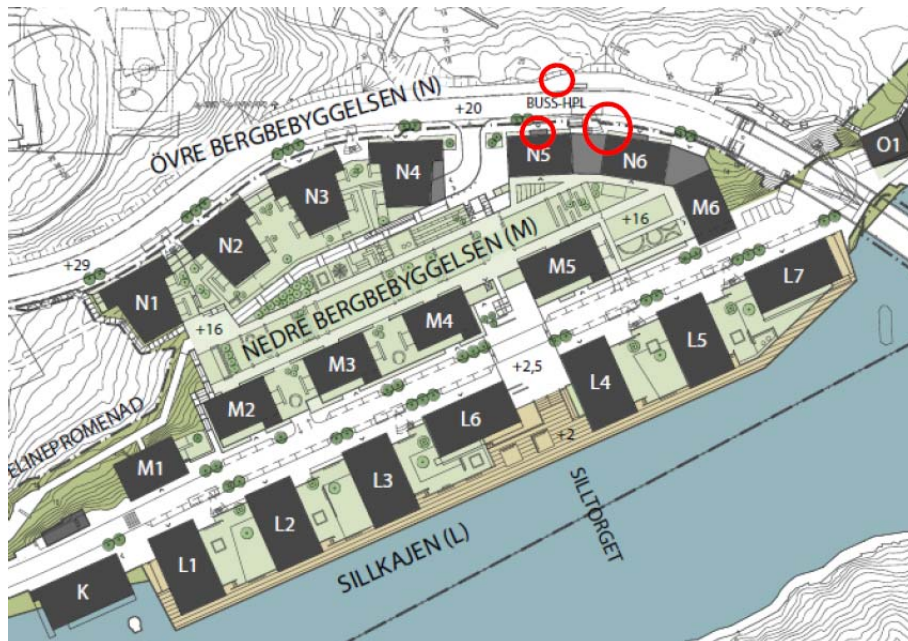 ÖVRE BERGBEBYGGELSEN (N)
+20
BUSS-HPL
N5
N6
O1
N4
N3
N2
N1
+29
M6
+16
M5
L7
NEDRE BERGBEBYGGELSEN (M)
+16
M4
M3
M2
M1
+2,5
L5
L4
L6
+2
ELINEPROMENAD
L3
L2
L1
K
SILLTORGET
SILLKAJEN (L)